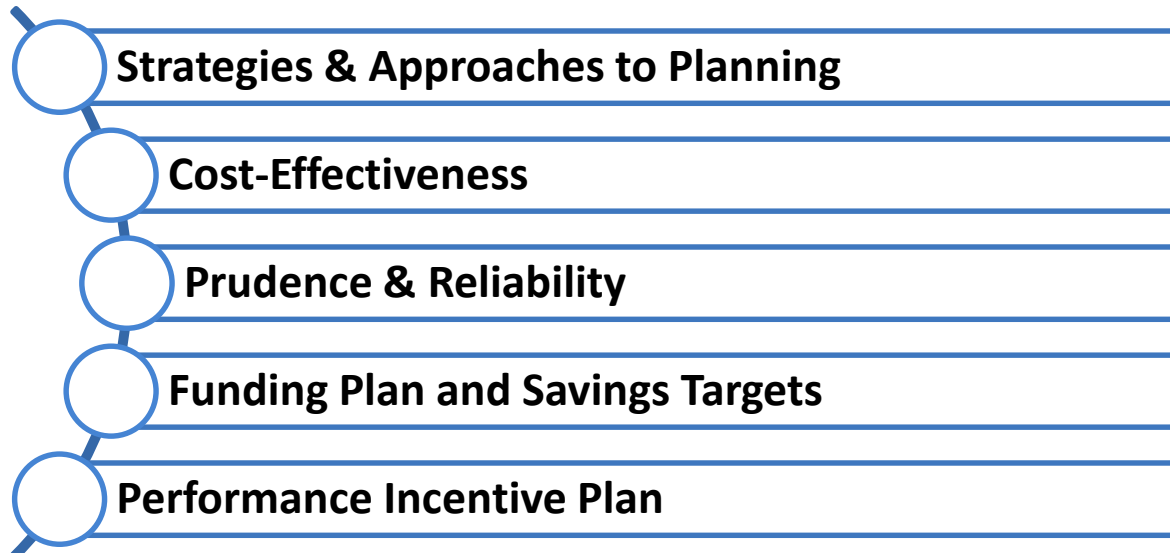 Strategies & Approaches to Planning
Cost-Effectiveness
Prudence & Reliability
Funding Plan and Savings Targets
Performance Incentive Plan